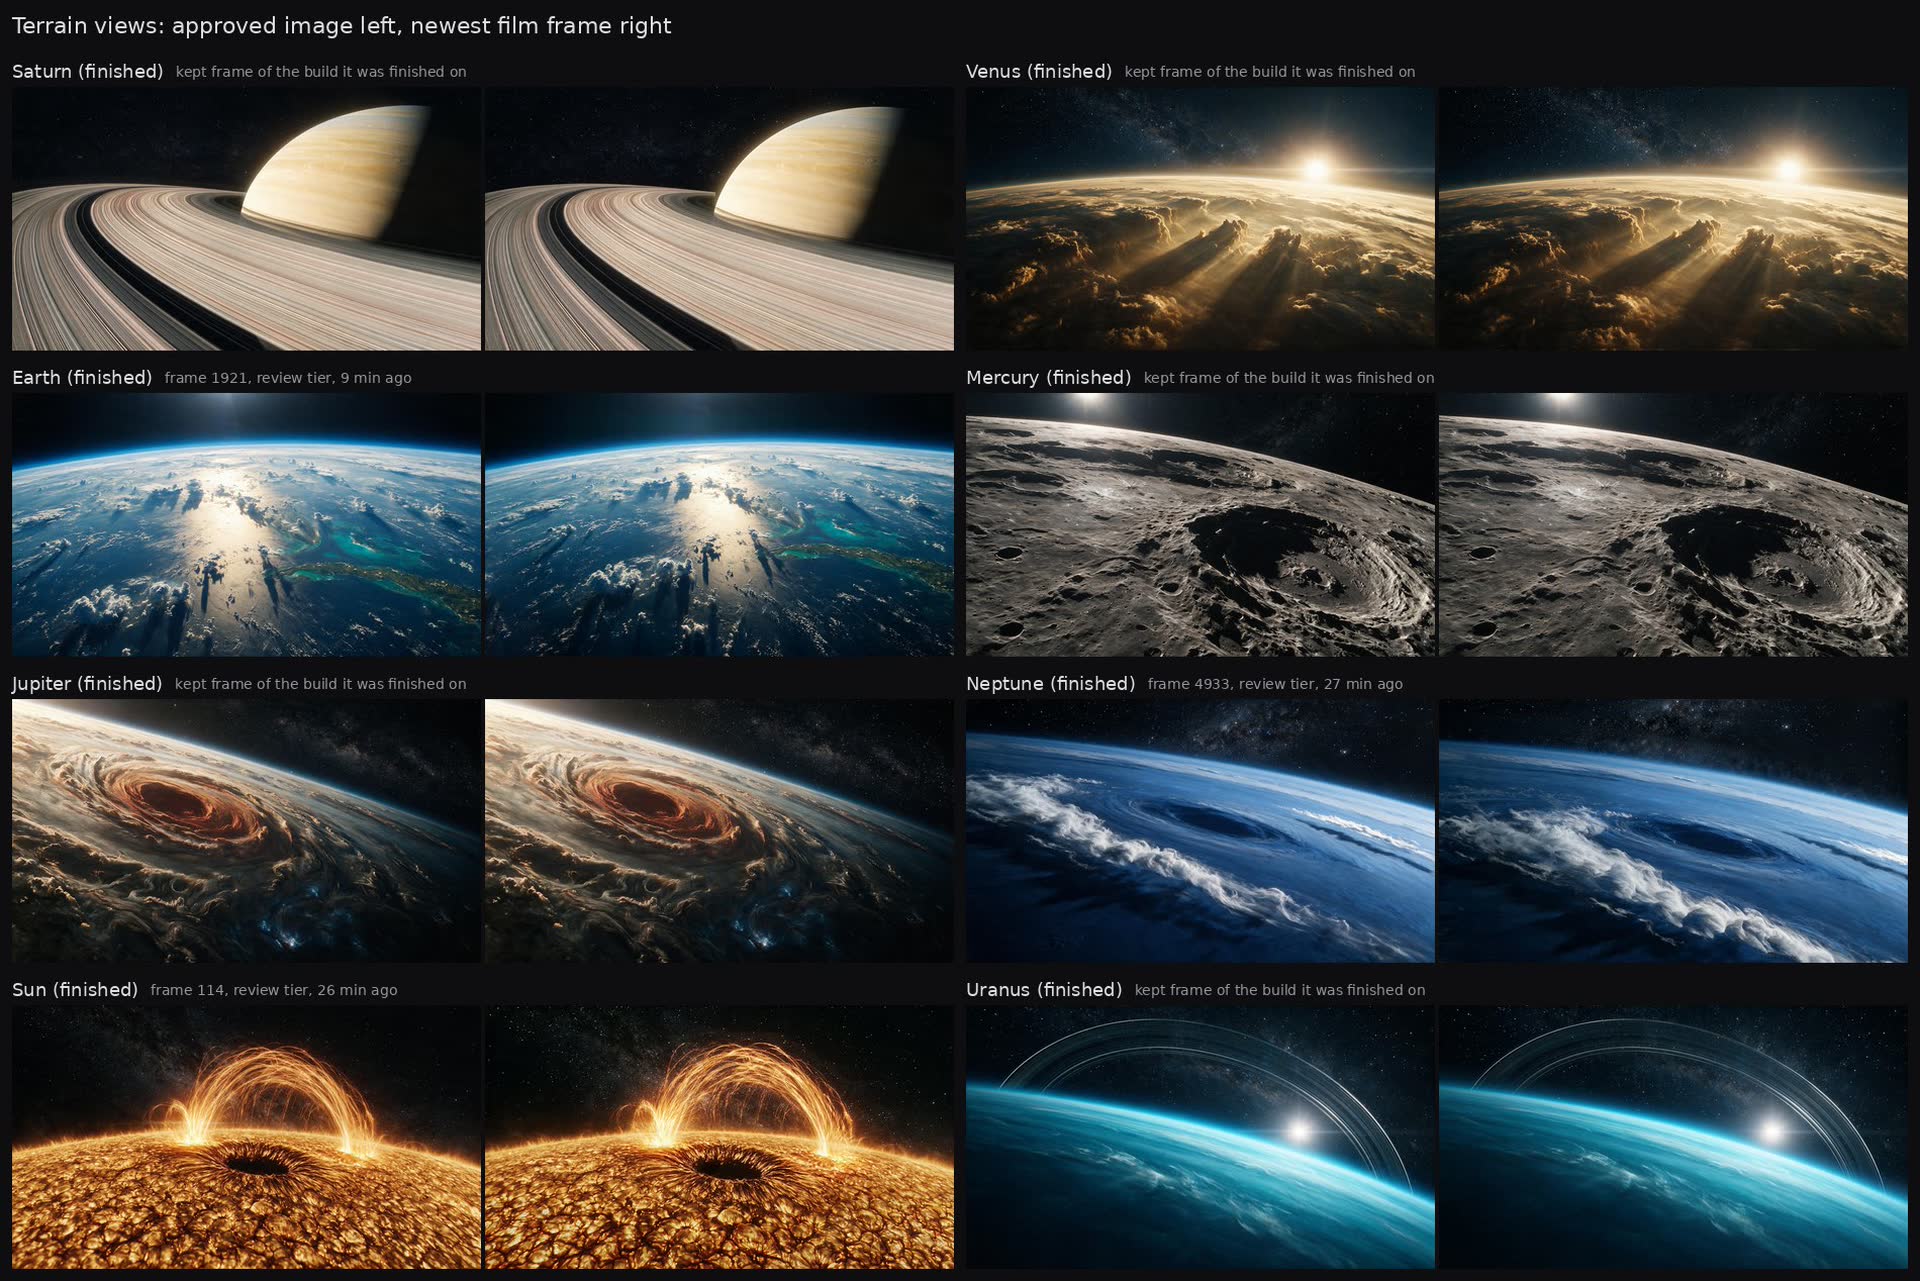 Terrain views: approved image left, newest film frame right
Saturn (finished) kept frame of the build it was finished on
Venus (finished) kept frame of the build it was finished on
Earth (finished) frame 1921, review tier, 9 min ago
Mercury (finished) kept frame of the build it was finished on
Jupiter (finished) kept frame of the build it was finished on
Neptune (finished) frame 4933, review tier, 27 min ago
Sun (finished) frame 114, review tier, 26 min ago
Uranus (finished) kept frame of the build it was finished on